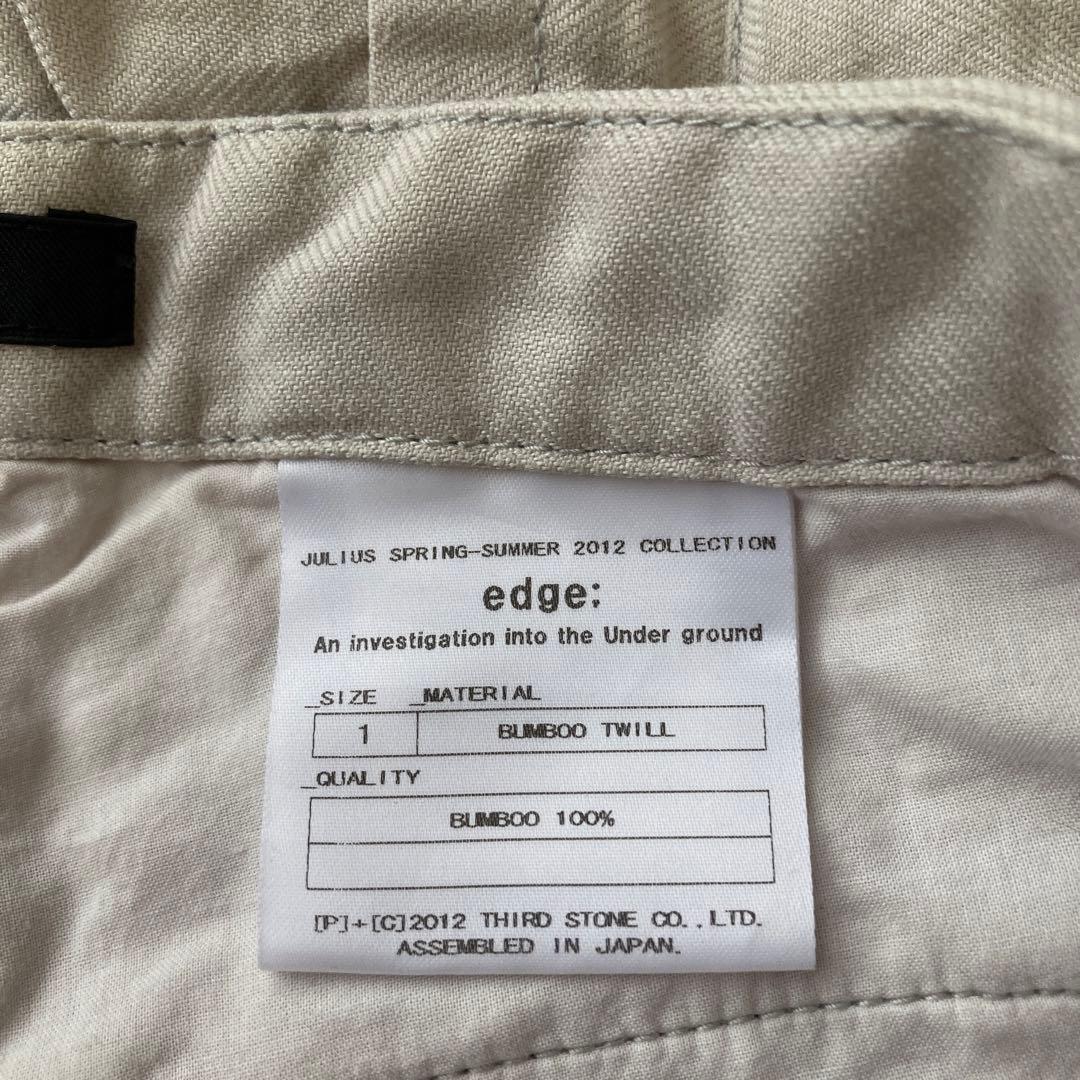 JULIUS SPRING-SUMMER 2012 COLLECTION
edge:
An investigation into the Under ground
_SIZE _MATERIAL
1 BUMBOO TWILL
_QUALITY
BUMBOO 100%
[P]+[C]2012 THIRD STONE CO.,LTD.
ASSEMBLED IN JAPAN.